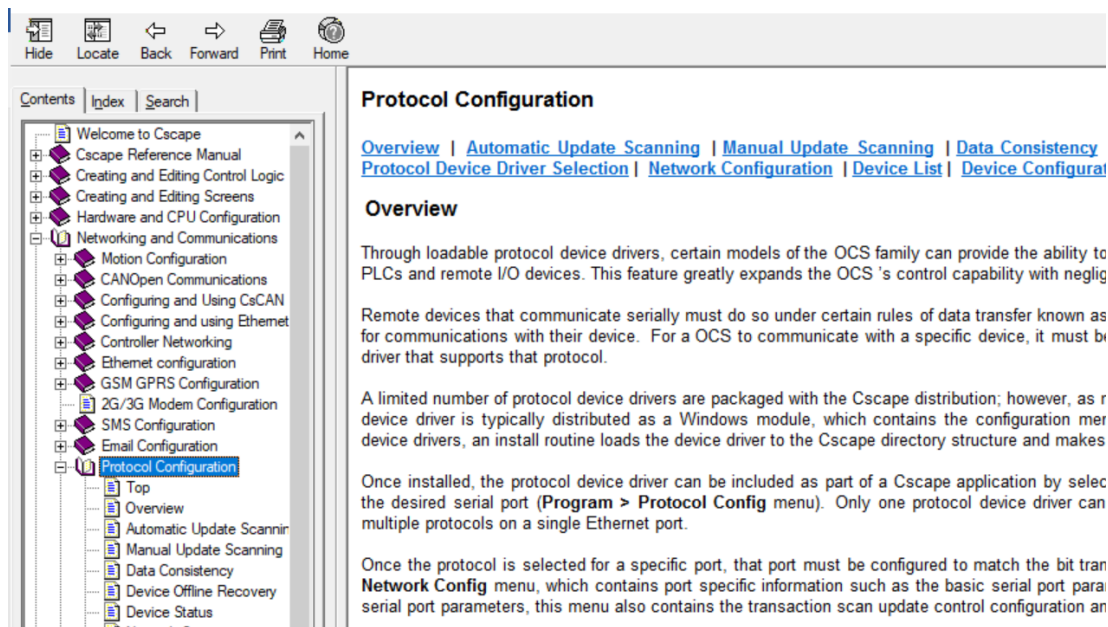 Hide Locate Back Forward Print Home
Contents Index Search
Welcome to Cscape
Cscape Reference Manual
Creating and Editing Control Logic
Creating and Editing Screens
Hardware and CPU Configuration
Networking and Communications
Motion Configuration
CANOpen Communications
Configuring and Using CsCAN
Configuring and using Ethernet
Controller Networking
Ethernet configuration
GSM GPRS Configuration
2G/3G Modem Configuration
SMS Configuration
Email Configuration
Protocol Configuration
Top
Overview
Automatic Update Scannin
Manual Update Scanning
Data Consistency
Device Offline Recovery
Device Status
Protocol Configuration
Overview | Automatic Update Scanning | Manual Update Scanning | Data Consistency
Protocol Device Driver Selection | Network Configuration | Device List | Device Configurat
Overview
Through loadable protocol device drivers, certain models of the OCS family can provide the ability to
PLCs and remote I/O devices. This feature greatly expands the OCS 's control capability with neglig
Remote devices that communicate serially must do so under certain rules of data transfer known as
for communications with their device. For a OCS to communicate with a specific device, it must be
driver that supports that protocol.
A limited number of protocol device drivers are packaged with the Cscape distribution; however, as
device driver is typically distributed as a Windows module, which contains the configuration
device drivers, an install routine loads the device driver to the Cscape directory structure and makes
Once installed, the protocol device driver can be included as part of a Cscape application by selec
the desired serial port (Program > Protocol Config menu). Only one protocol device driver can
multiple protocols on a single Ethernet port.
Once the protocol is selected for a specific port, that port must be configured to match the bit tran
Network Config menu, which contains port specific information such as the basic serial port para
serial port parameters, this menu also contains the transaction scan update control configuration an